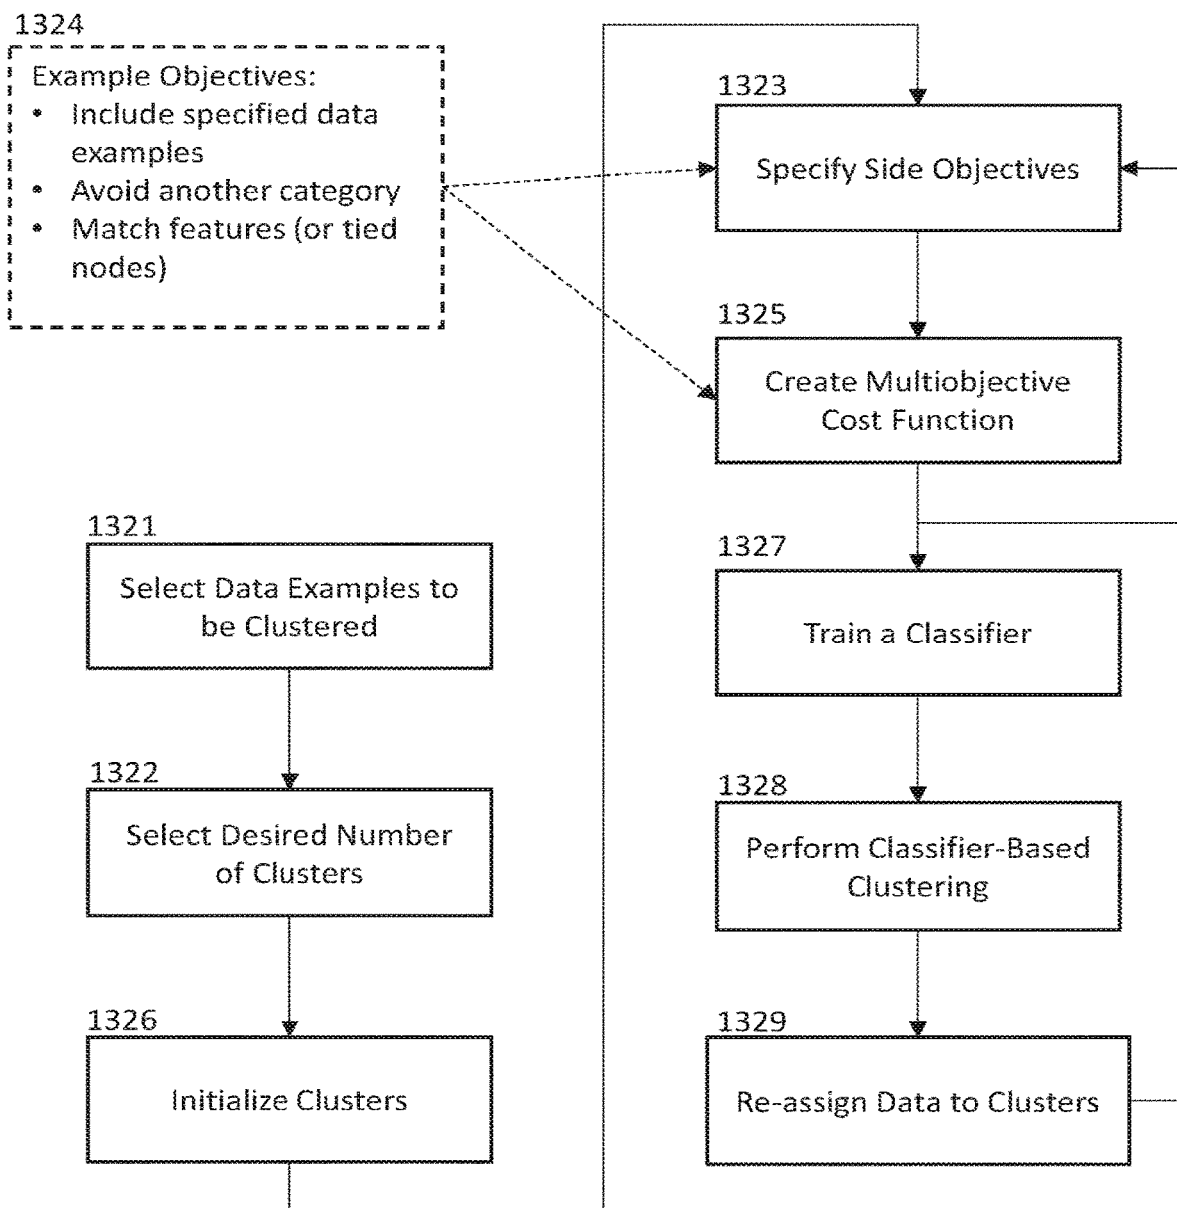 1324
Example Objectives:
• Include specified data
examples
• Avoid another category
• Match features (or tied
nodes)
1321
Select Data Examples to
be Clustered
1322
Select Desired Number
of Clusters
1326
Initialize Clusters
1323
Specify Side Objectives
1325
Create Multiobjective
Cost Function
1327
Train a Classifier
1328
Perform Classifier-Based
Clustering
1329
Re-assign Data to Clusters